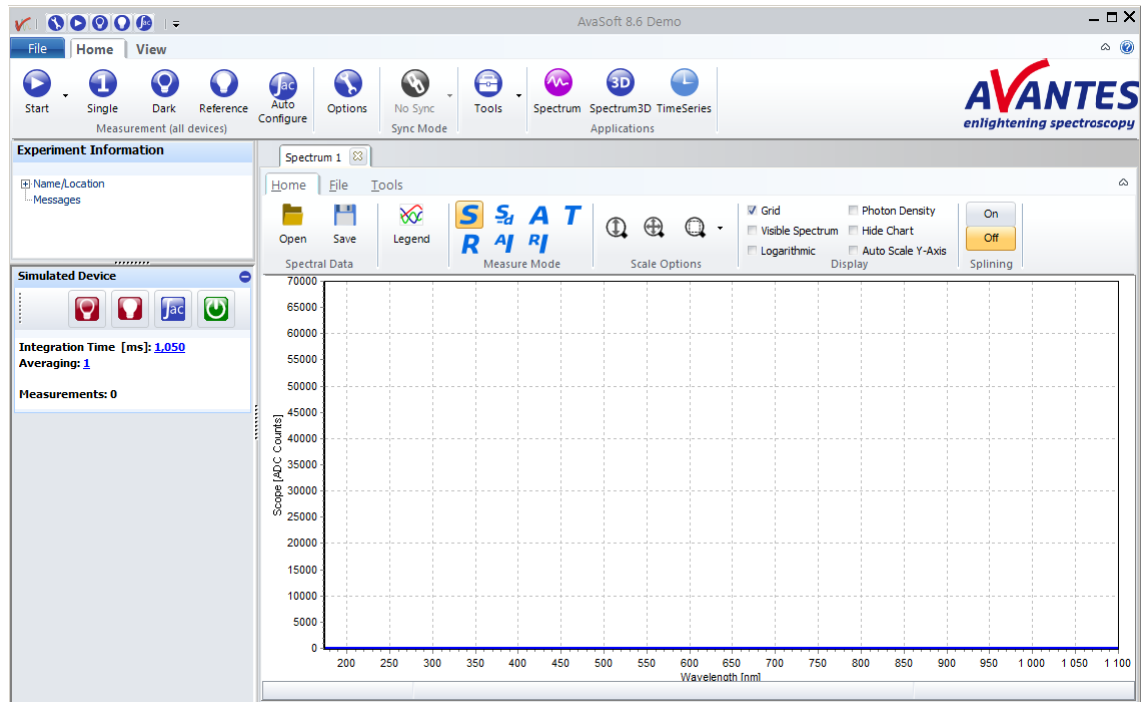 AvaSoft 8.6 Demo
File Home View
Start Single Dark Reference Auto Configure Options No Sync Tools Spectrum Spectrum3D TimeSeries
Measurement (all devices) Sync Mode Applications
AVANTES
enlightening spectroscopy
Experiment Information
Name/Location
Messages
Simulated Device
Jac
Integration Time [ms]: 1,050
Averaging: 1
Measurements: 0
Spectrum 1
Home File Tools
Open Save Legend S Sd A T R AI RI
Grid Photon Density On
Visible Spectrum Hide Chart Off
Logarithmic Auto Scale Y-Axis
Spectral Data Measure Mode Scale Options Display Splining
70000
65000
60000
55000
50000
45000
40000
35000
30000
25000
20000
15000
10000
5000
0
Scope [ADC Counts]
200 250 300 350 400 450 500 550 600 650 700 750 800 850 900 950 1 000 1 050 1 100
Wavelength [nm]